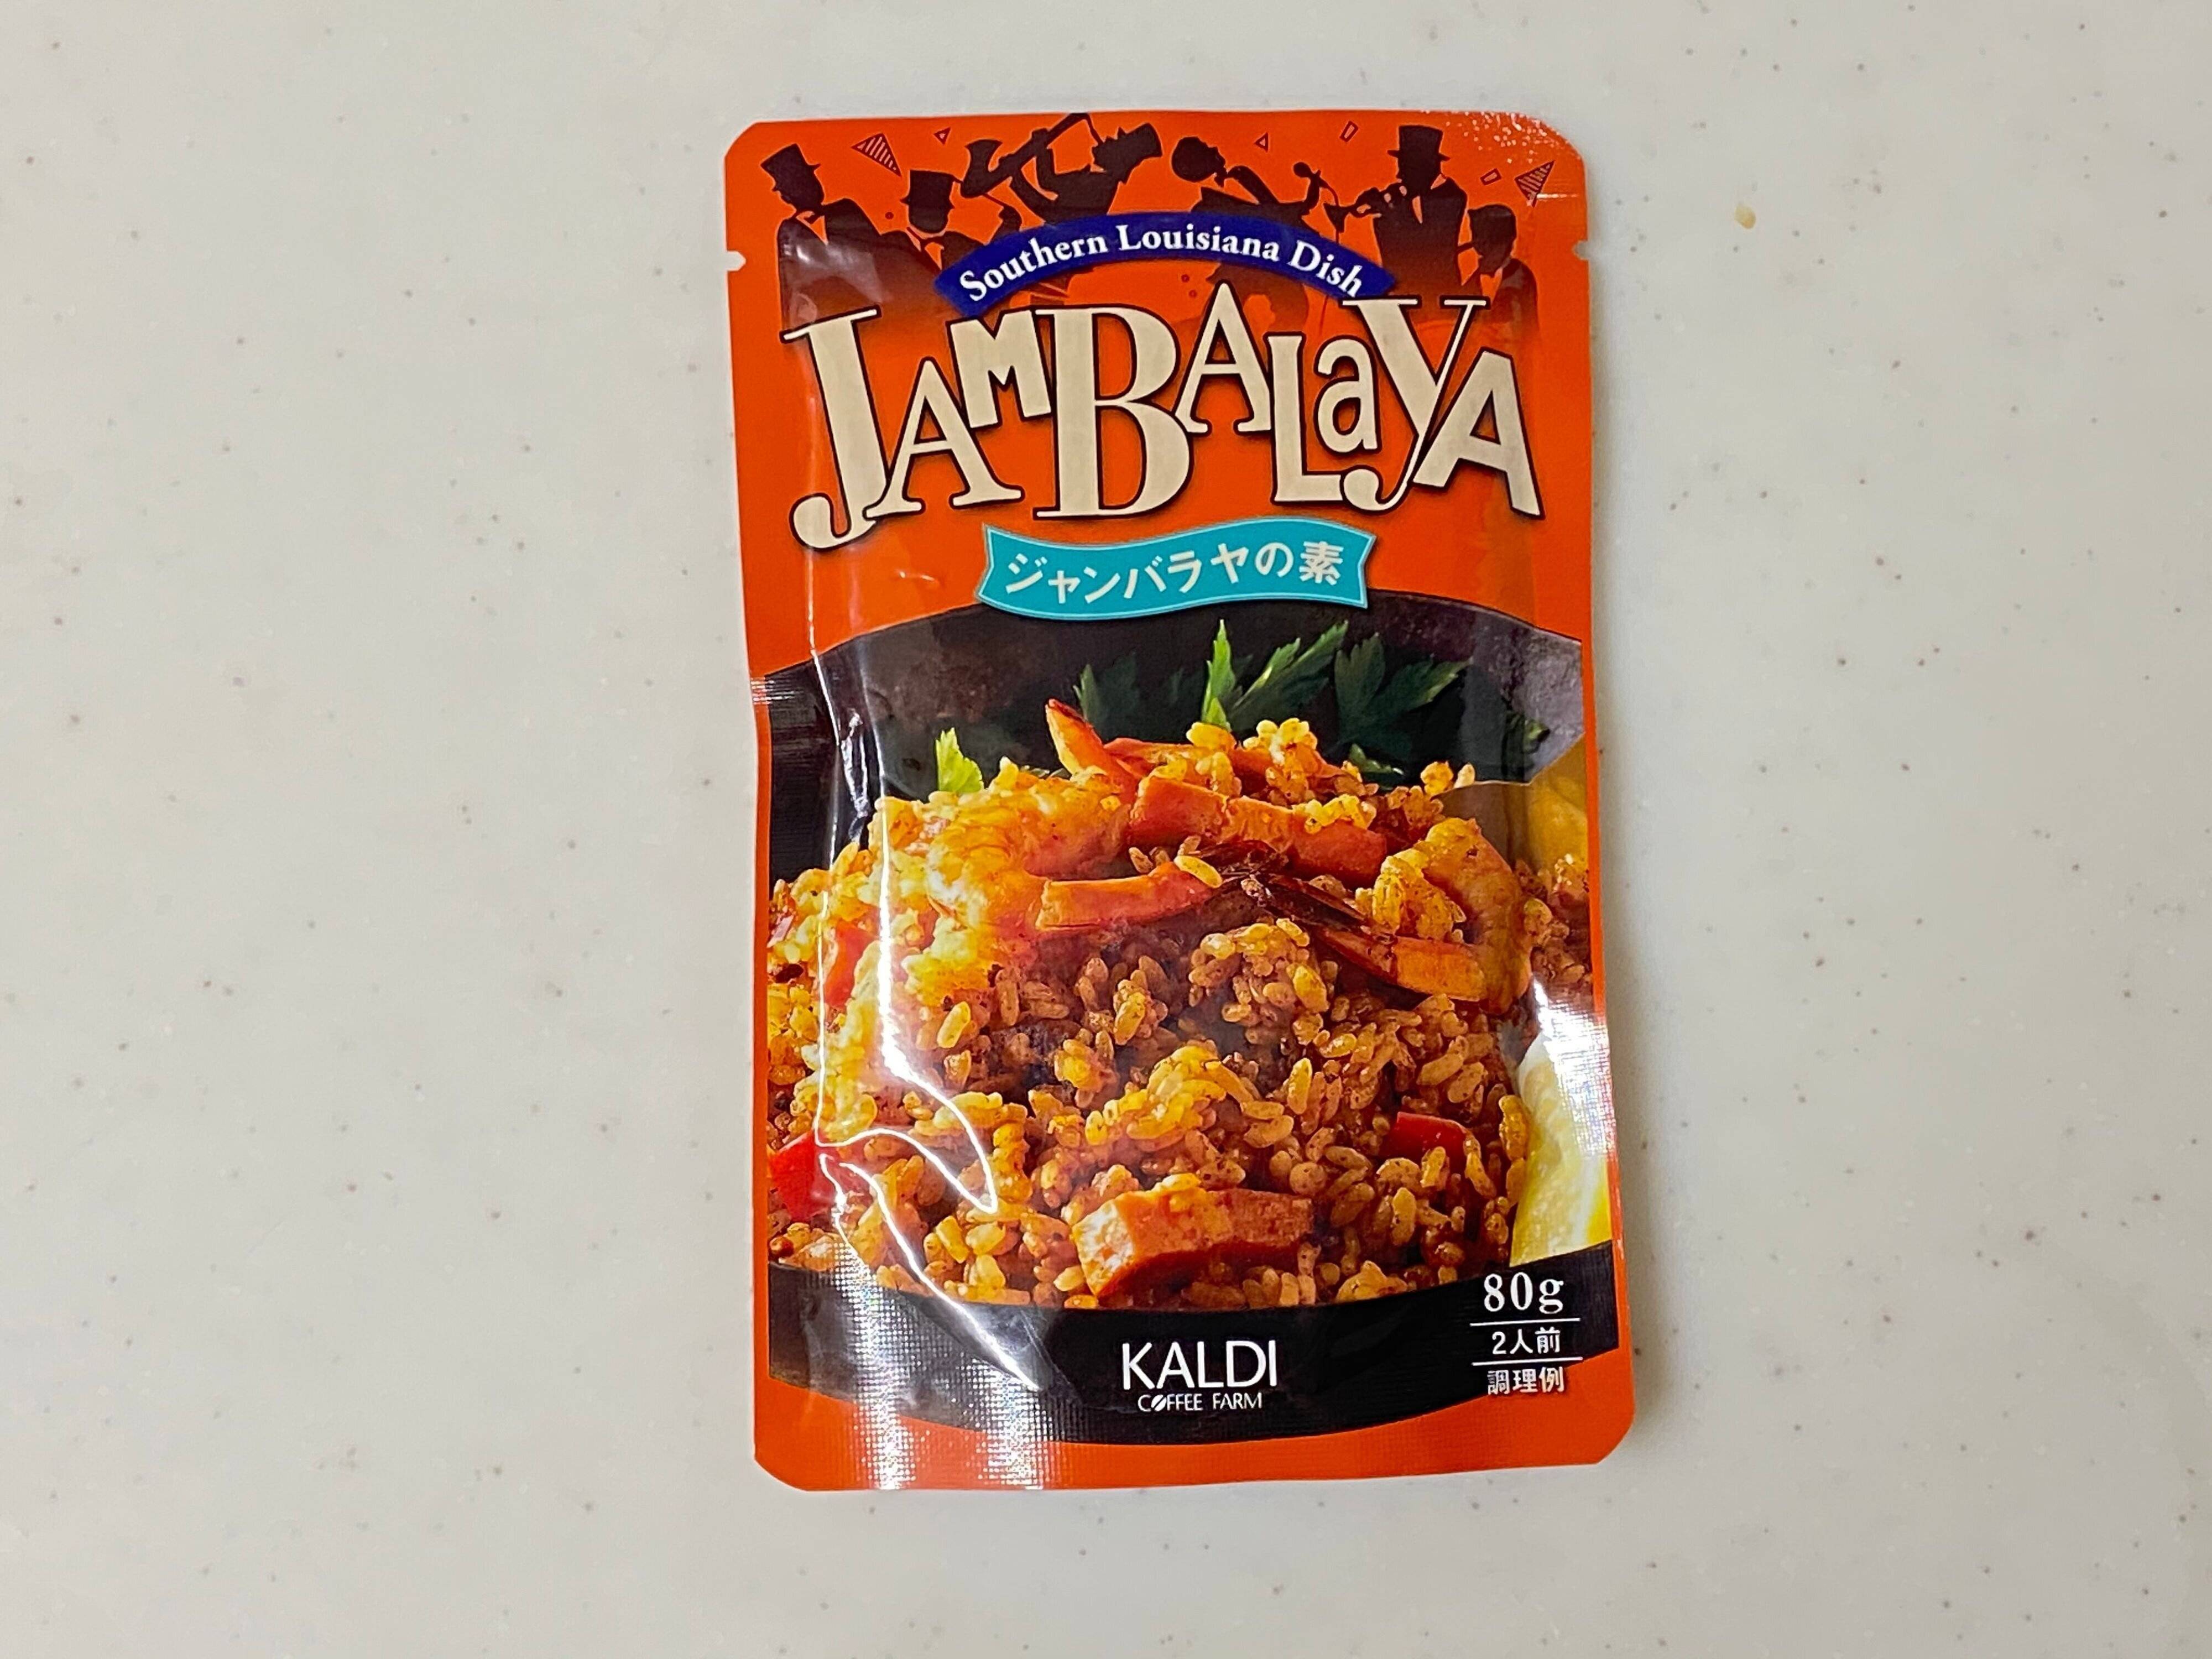 Southern Louisiana Dish
JAMBALAYA
ジャンバラヤの素
80g
2人前
調理例
KALDI
COFFEE FARM